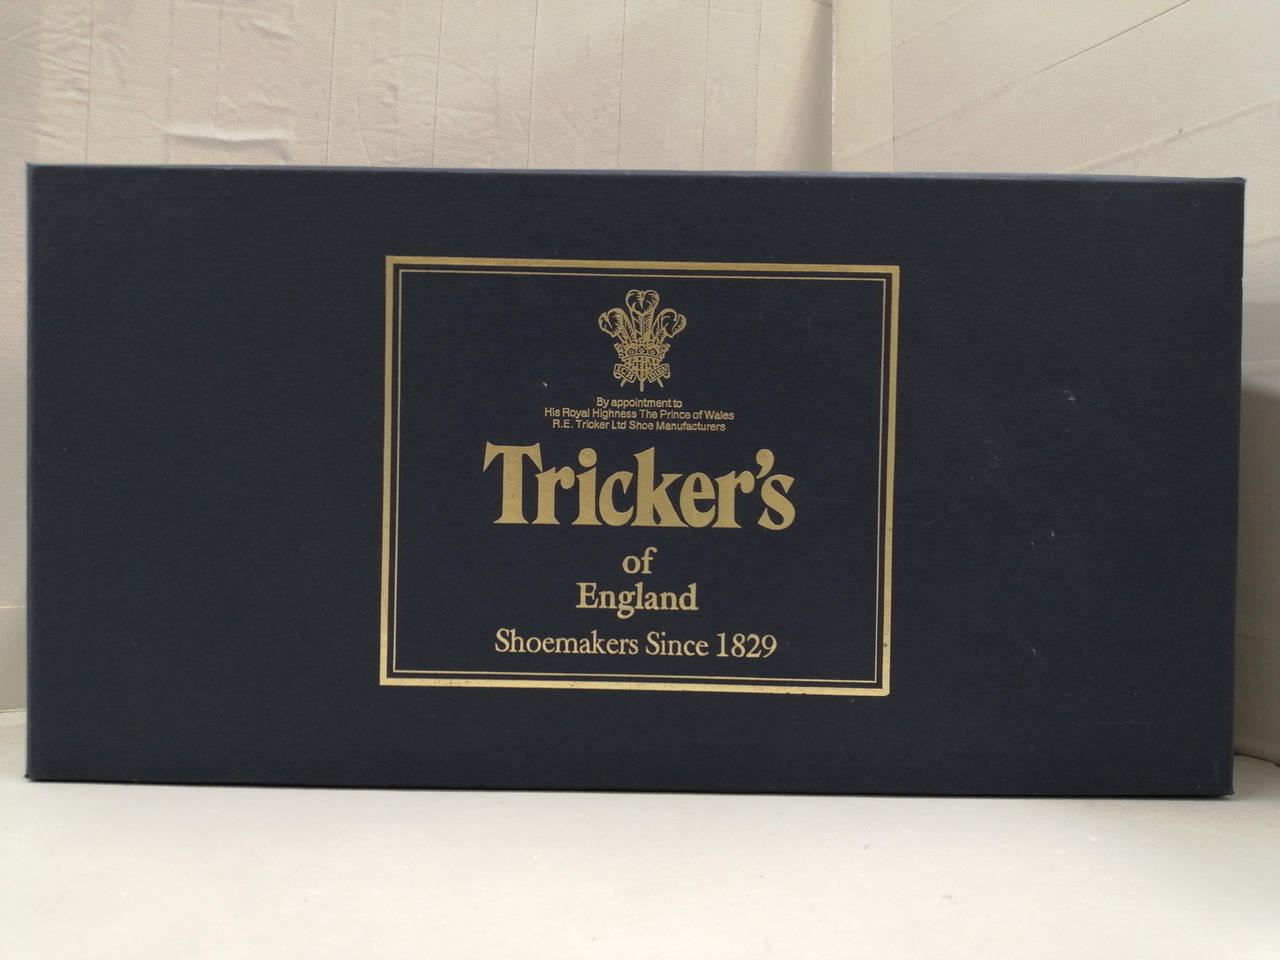 By appointment to
His Royal Highness The Prince of Wales
R.E. Tricker Ltd Shoe Manufacturers
Tricker's
of
England
Shoemakers Since 1829